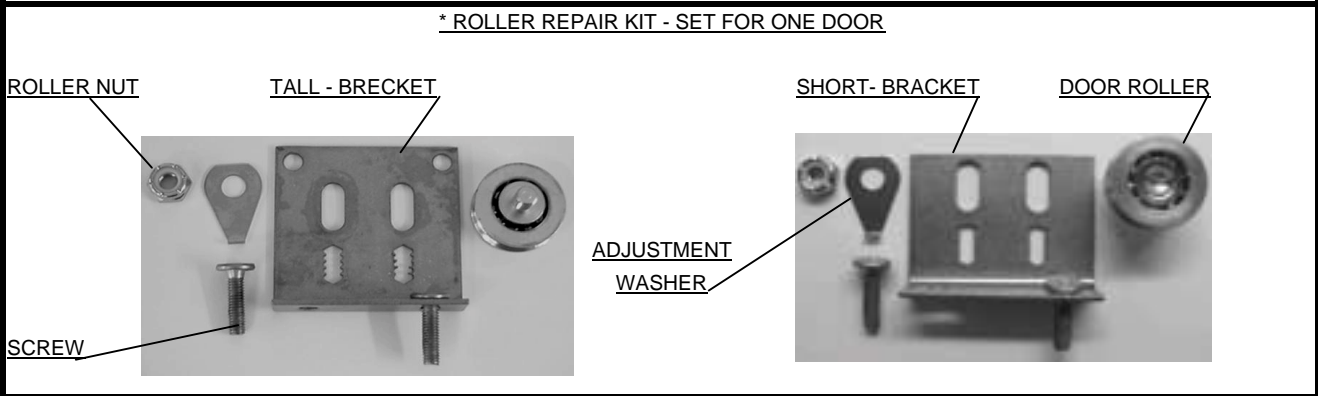 * ROLLER REPAIR KIT - SET FOR ONE DOOR
ROLLER NUT
TALL - BRECKET
SHORT- BRACKET
DOOR ROLLER
ADJUSTMENT
WASHER
SCREW